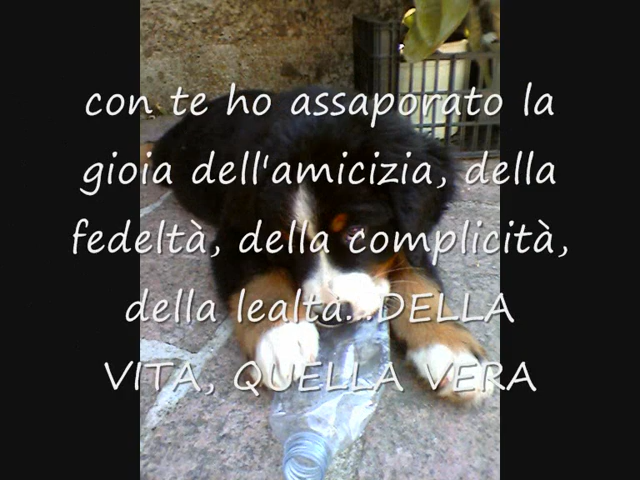 con te ho assaporato la
gioia dell'amicizia, della
fedeltà, della complicità,
della lealtà...DELLA
VITA, QUELLA VERA